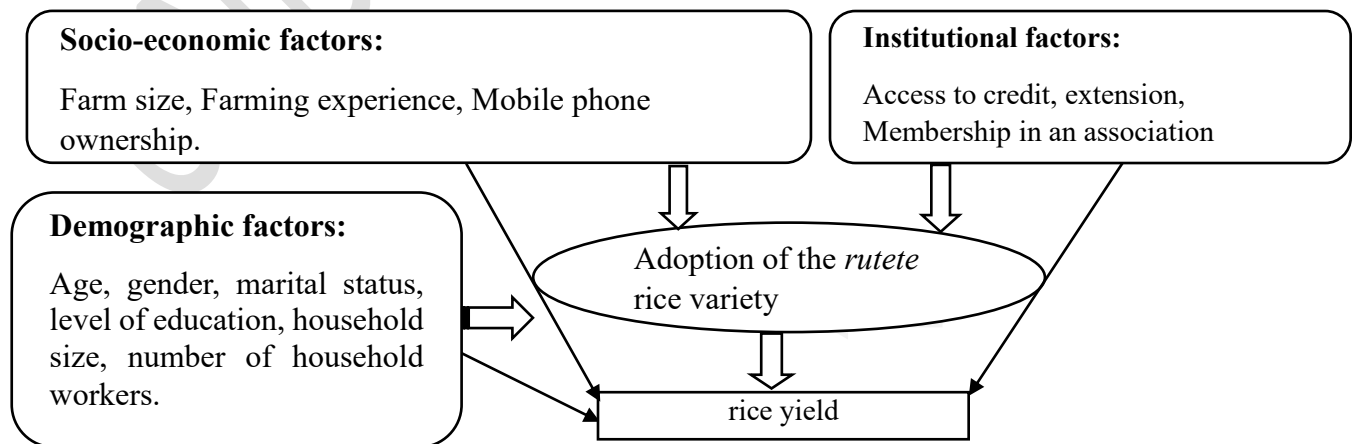 Socio-economic factors:
Farm size, Farming experience, Mobile phone
ownership.
Institutional factors:
Access to credit, extension,
Membership in an association
Demographic factors:
Age, gender, marital status,
level of education, household
size, number of household
workers.
Adoption of the rutete
rice variety
rice yield